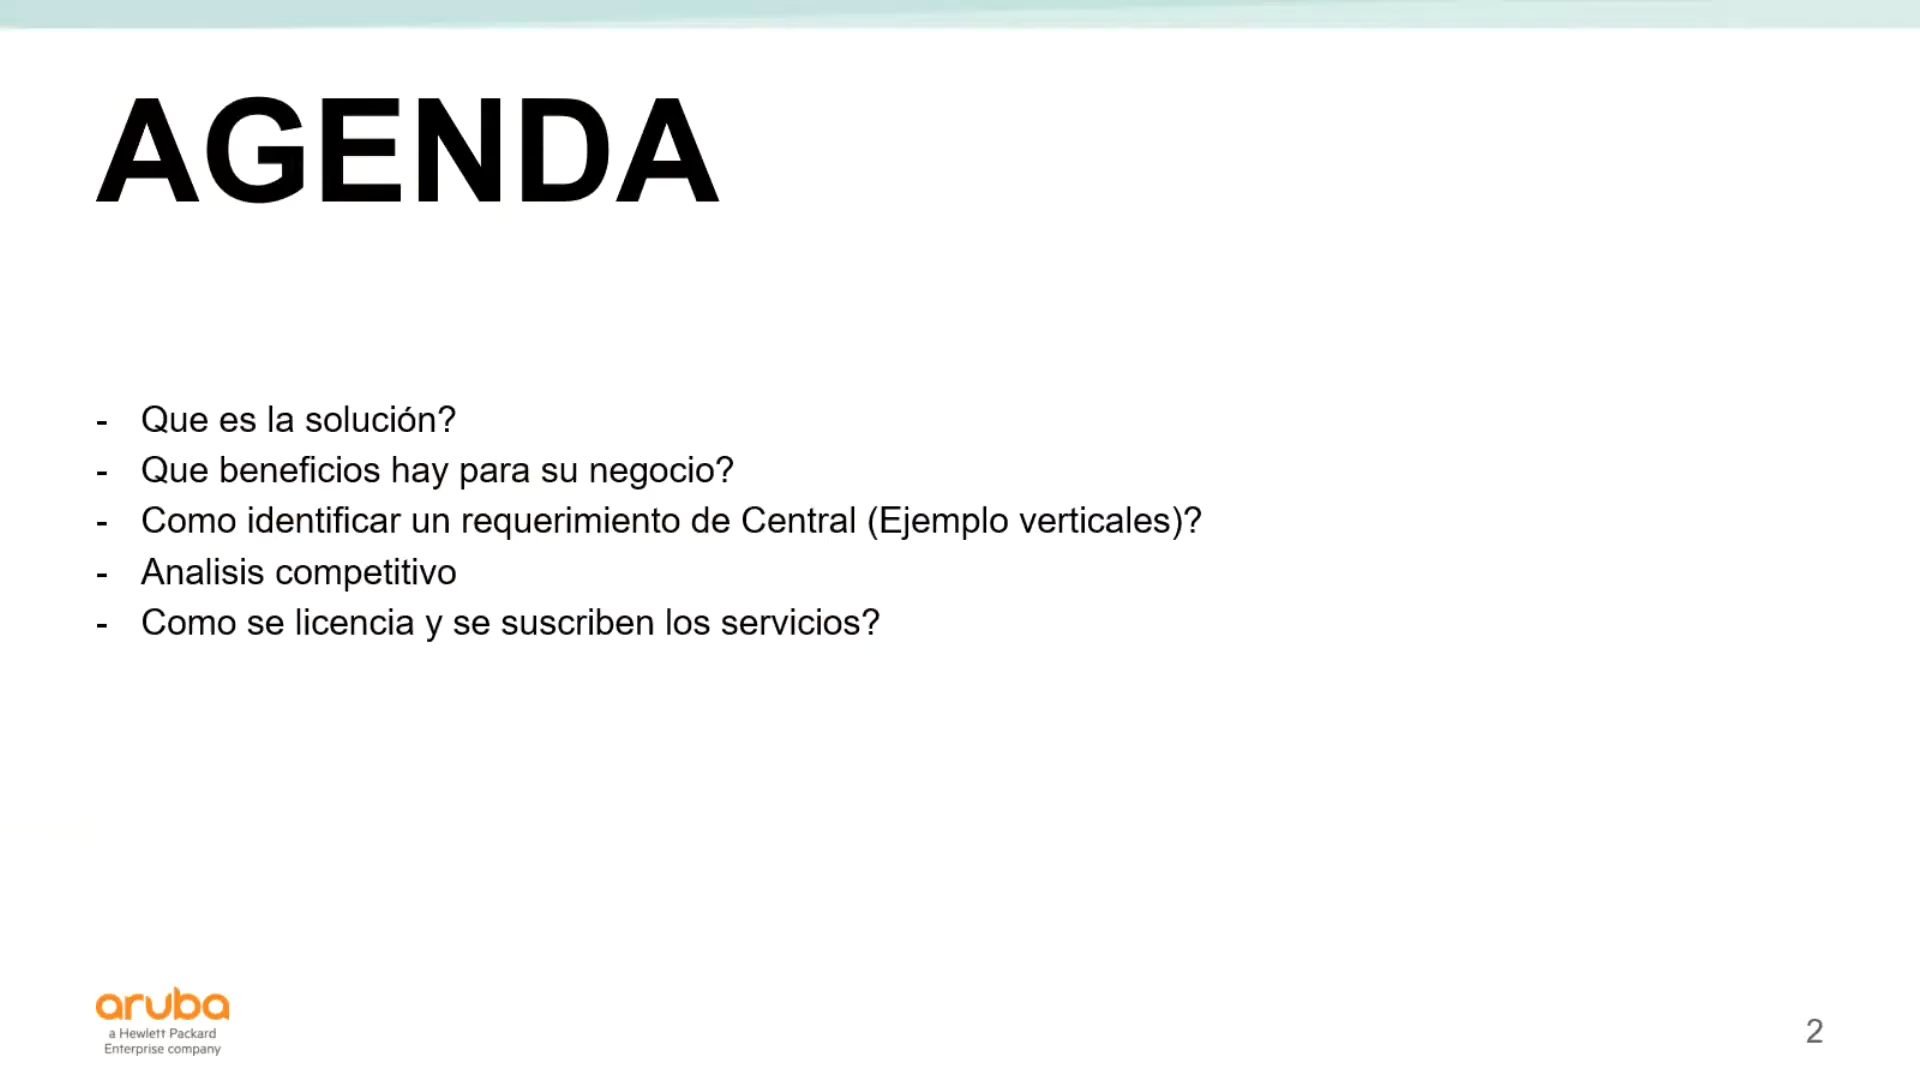 AGENDA
- Que es la solución?
- Que beneficios hay para su negocio?
- Como identificar un requerimiento de Central (Ejemplo verticales)?
- Analisis competitivo
- Como se licencia y se suscriben los servicios?
aruba
a Hewlett Packard
Enterprise company
2